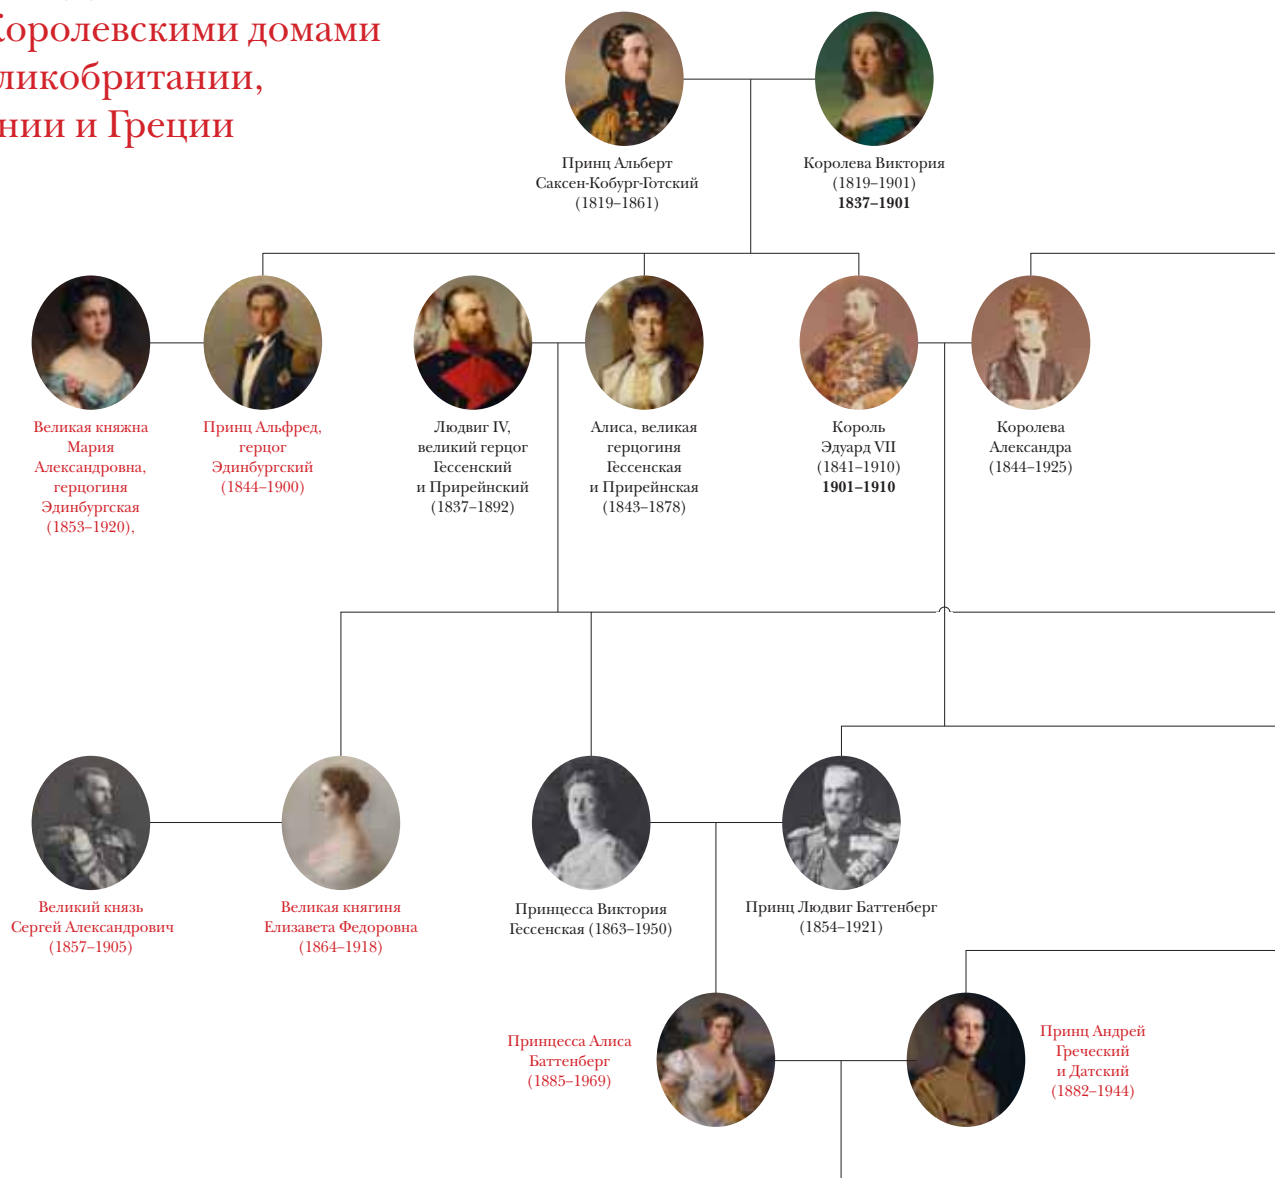 Королевскими домами
ликобритании,
нии и Греции
Принц Альберт
Саксен-Кобург-Готский
(1819–1861)
Королева Виктория
(1819–1901)
1837–1901
Великая княжна
Мария
Александровна,
герцогиня
Эдинбургская
(1853–1920),
Принц Альфред,
герцог
Эдинбургский
(1844–1900)
Людвиг IV,
великий герцог
Гессенский
и Прирейнский
(1837–1892)
Алиса, великая
герцогиня
Гессенская
и Прирейнская
(1843–1878)
Король
Эдуард VII
(1841–1910)
1901–1910
Королева
Александра
(1844–1925)
Великий князь
Сергей Александрович
(1857–1905)
Великая княгиня
Елизавета Федоровна
(1864–1918)
Принцесса Виктория
Гессенская (1863–1950)
Принц Людвиг Баттенберг
(1854–1921)
Принцесса Алиса
Баттенберг
(1885–1969)
Принц Андрей
Греческий
и Датский
(1882–1944)